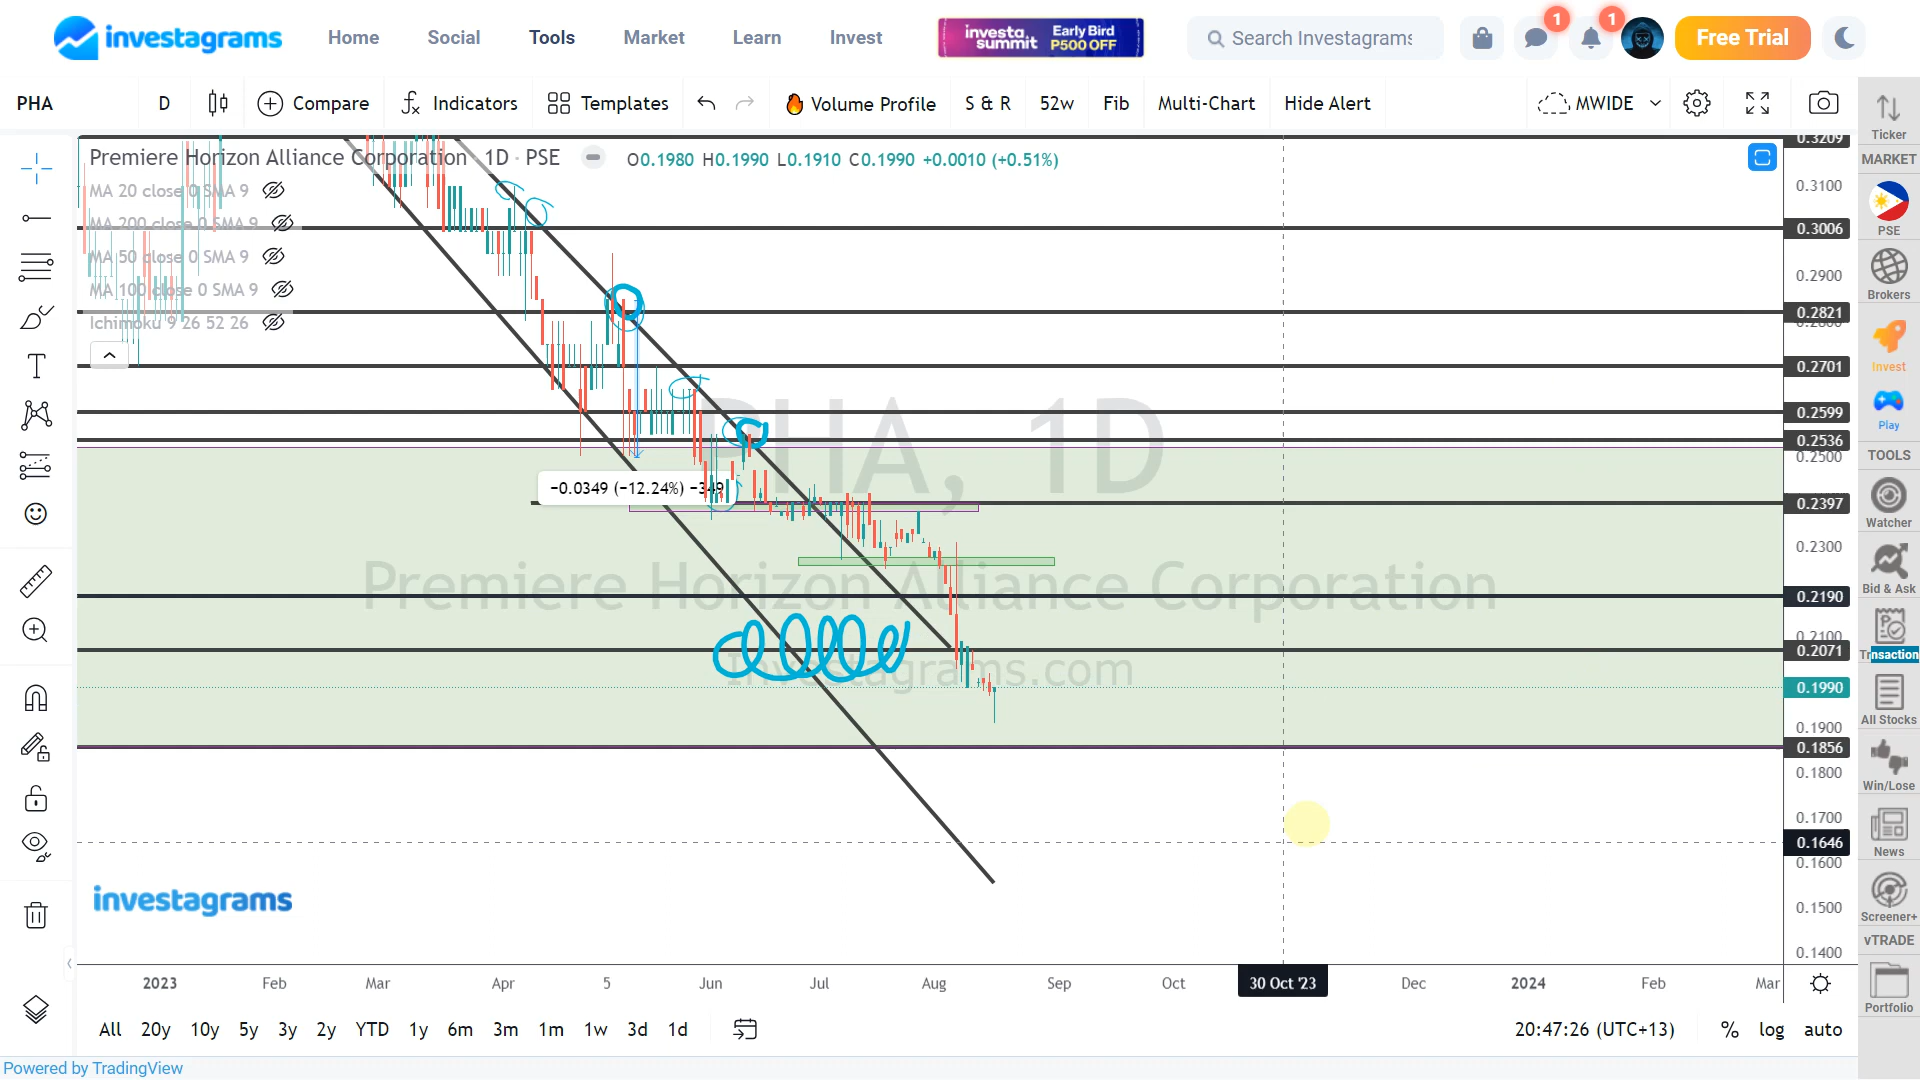 investagrams Home Social Tools Market Learn Invest investa summit Early Bird P500 OFF Search Investagrams 1 1 Free Trial
PHA D Compare Indicators Templates Volume Profile S & R 52w Fib Multi-Chart Hide Alert MWIDE
Premiere Horizon Alliance Corporation 1D · PSE O0.1980 H0.1990 L0.1910 C0.1990 +0.0010 (+0.51%)
MA 20 close 0 SMA 9
MA 200 close 0 SMA 9
MA 50 close 0 SMA 9
MA 100 close 0 SMA 9
Ichimoku 9 26 52 26
−0.0349 (−12.24%) −349
PHA, 1D
Premiere Horizon Alliance Corporation
Investagrams.com
investagrams
0.3209
0.3100
0.3006
0.2900
0.2821
0.2800
0.2701
0.2599
0.2536
0.2500
0.2397
0.2300
0.2190
0.2100
0.2071
0.1990
0.1900
0.1856
0.1800
0.1700
0.1646
0.1600
0.1500
0.1400
2023 Feb Mar Apr 5 Jun Jul Aug Sep Oct 30 Oct '23 Dec 2024 Feb Mar
All 20y 10y 5y 3y 2y YTD 1y 6m 3m 1m 1w 3d 1d 20:47:26 (UTC+13) % log auto
Powered by TradingView
Ticker
MARKET
PSE
Brokers
Invest
Play
TOOLS
Watcher
Bid & Ask
Transaction
All Stocks
Win/Lose
News
Screener+
vTRADE
Portfolio